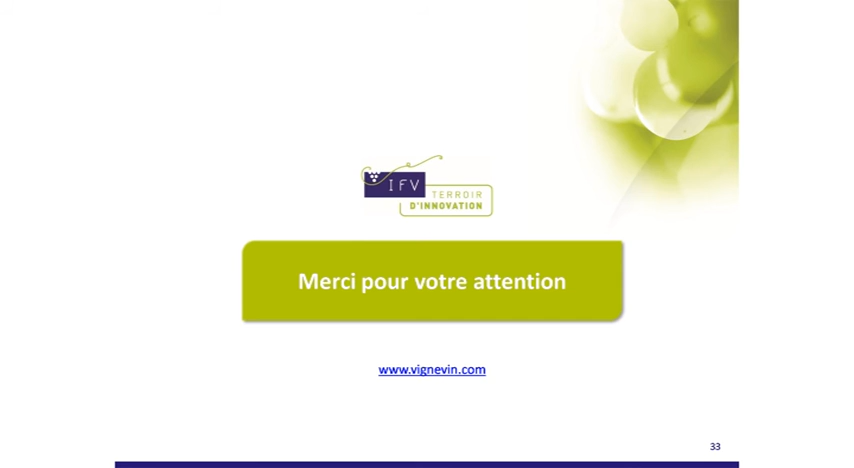 IFV
TERROIR
D'INNOVATION
Merci pour votre attention
www.vignevin.com
33